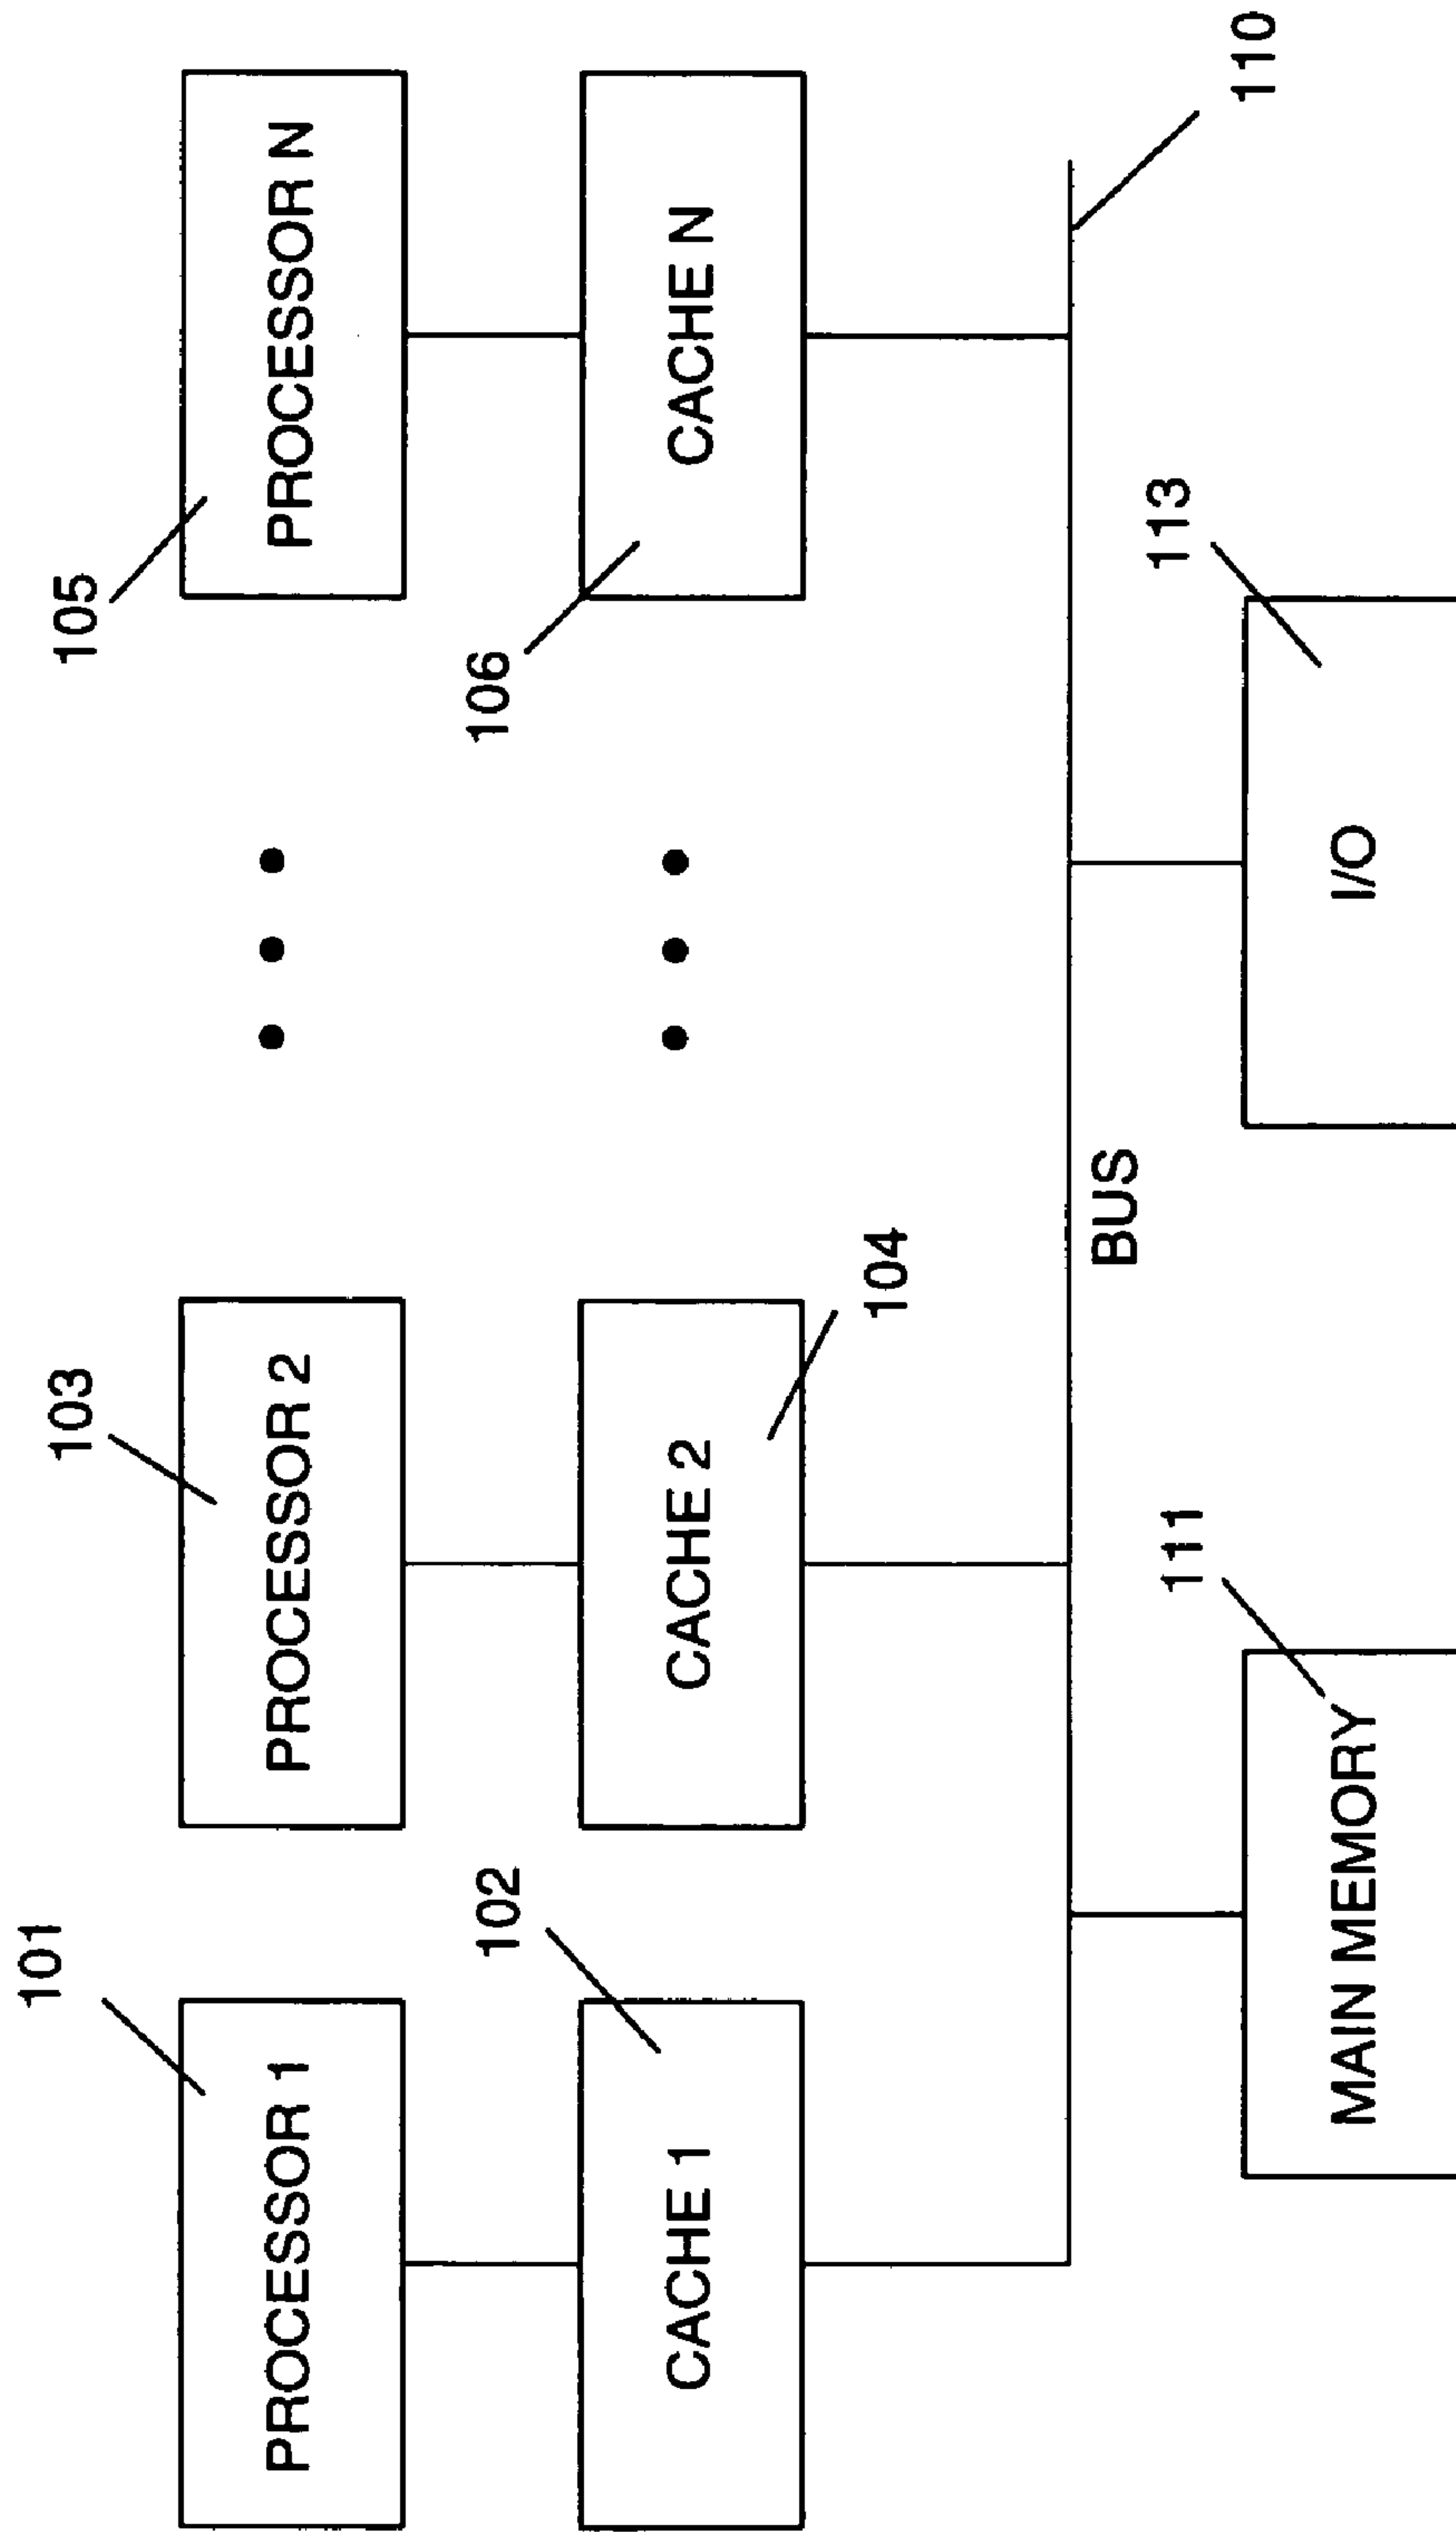 101
103
105
PROCESSOR 1
PROCESSOR 2
PROCESSOR N
102
106
CACHE 1
CACHE 2
CACHE N
104
BUS
110
111
113
MAIN MEMORY
I/O